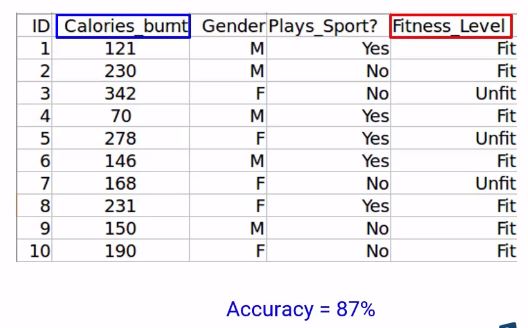 ID Calories_burnt Gender Plays_Sport? Fitness_Level
1 121 M Yes Fit
2 230 M No Fit
3 342 F No Unfit
4 70 M Yes Fit
5 278 F Yes Unfit
6 146 M Yes Fit
7 168 F No Unfit
8 231 F Yes Fit
9 150 M No Fit
10 190 F No Fit
Accuracy = 87%